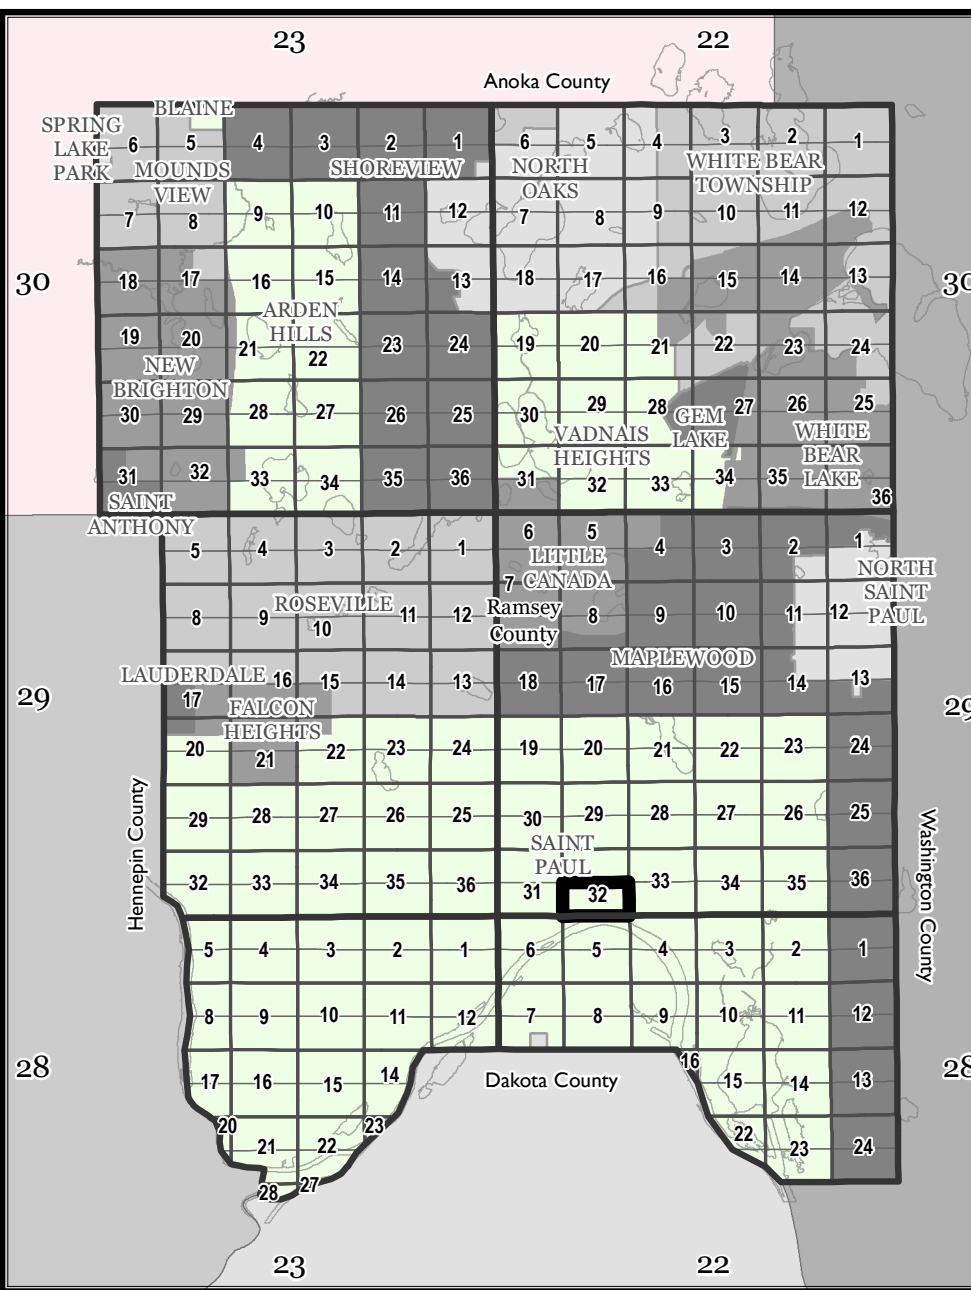 23 22
Anoka County
BLAINE
SPRING
LAKE
PARK
6 5 4 3 2 1 6 5 4 3 2 1
MOUNDS
VIEW
SHOREVIEW
NORTH
OAKS
WHITE BEAR
TOWNSHIP
7 8 9 10 11 12 7 8 9 10 11 12
30 18 17 16 15 14 13 18 17 16 15 14 13 30
ARDEN
HILLS
19 20 21 22 23 24 19 20 21 22 23 24
NEW
BRIGHTON
30 29 28 27 26 25 30 29 28 27 26 25
GEM
LAKE
VADNAIS
HEIGHTS
WHITE
BEAR
LAKE
31 32 33 34 35 36 31 32 33 34 35 36
SAINT
ANTHONY
5 4 3 2 1 6 5 4 3 2 1
LITTLE
CANADA
NORTH
SAINT
PAUL
ROSEVILLE
Ramsey
County
8 9 10 11 12 7 8 9 10 11 12
MAPLEWOOD
LAUDERDALE
29 17 16 15 14 13 18 17 16 15 14 13 29
FALCON
HEIGHTS
20 21 22 23 24 19 20 21 22 23 24
Hennepin County
Washington County
29 28 27 26 25 30 29 28 27 26 25
SAINT
PAUL
32 33 34 35 36 31 32 33 34 35 36
5 4 3 2 1 6 5 4 3 2 1
8 9 10 11 12 7 8 9 10 11 12
28 17 16 15 14 16 15 14 13 28
Dakota County
20 21 22 23 22 23 24
28 27
23 22